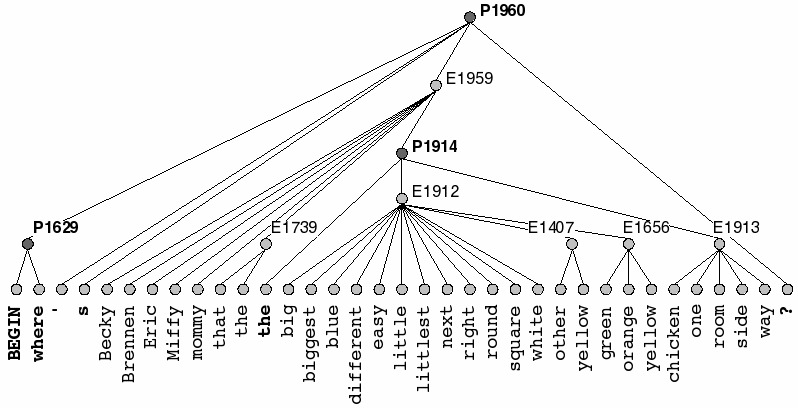 P1960
E1959
P1914
E1912
P1629 E1739 E1407 E1656 E1913
BEGIN
where
'
s
Becky
Brennen
Eric
Miffy
mommy
that
the
the
big
biggest
blue
different
easy
little
littlest
next
right
round
square
white
other
yellow
green
orange
yellow
chicken
one
room
side
way
?